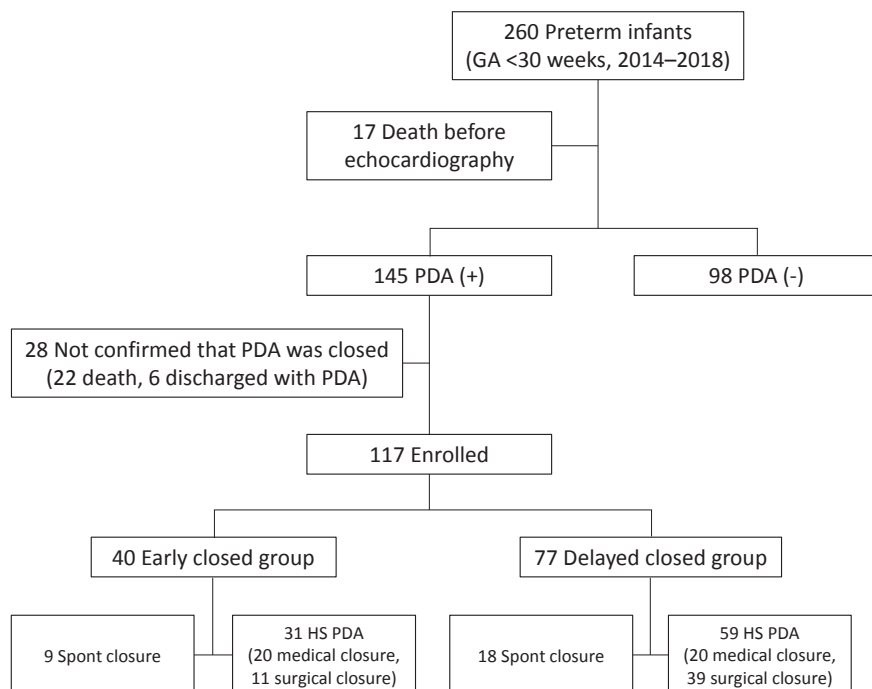 260 Preterm infants
(GA <30 weeks, 2014–2018)
17 Death before
echocardiography
145 PDA (+)
98 PDA (-)
28 Not confirmed that PDA was closed
(22 death, 6 discharged with PDA)
117 Enrolled
40 Early closed group
77 Delayed closed group
9 Spont closure
31 HS PDA
(20 medical closure,
11 surgical closure)
18 Spont closure
59 HS PDA
(20 medical closure,
39 surgical closure)